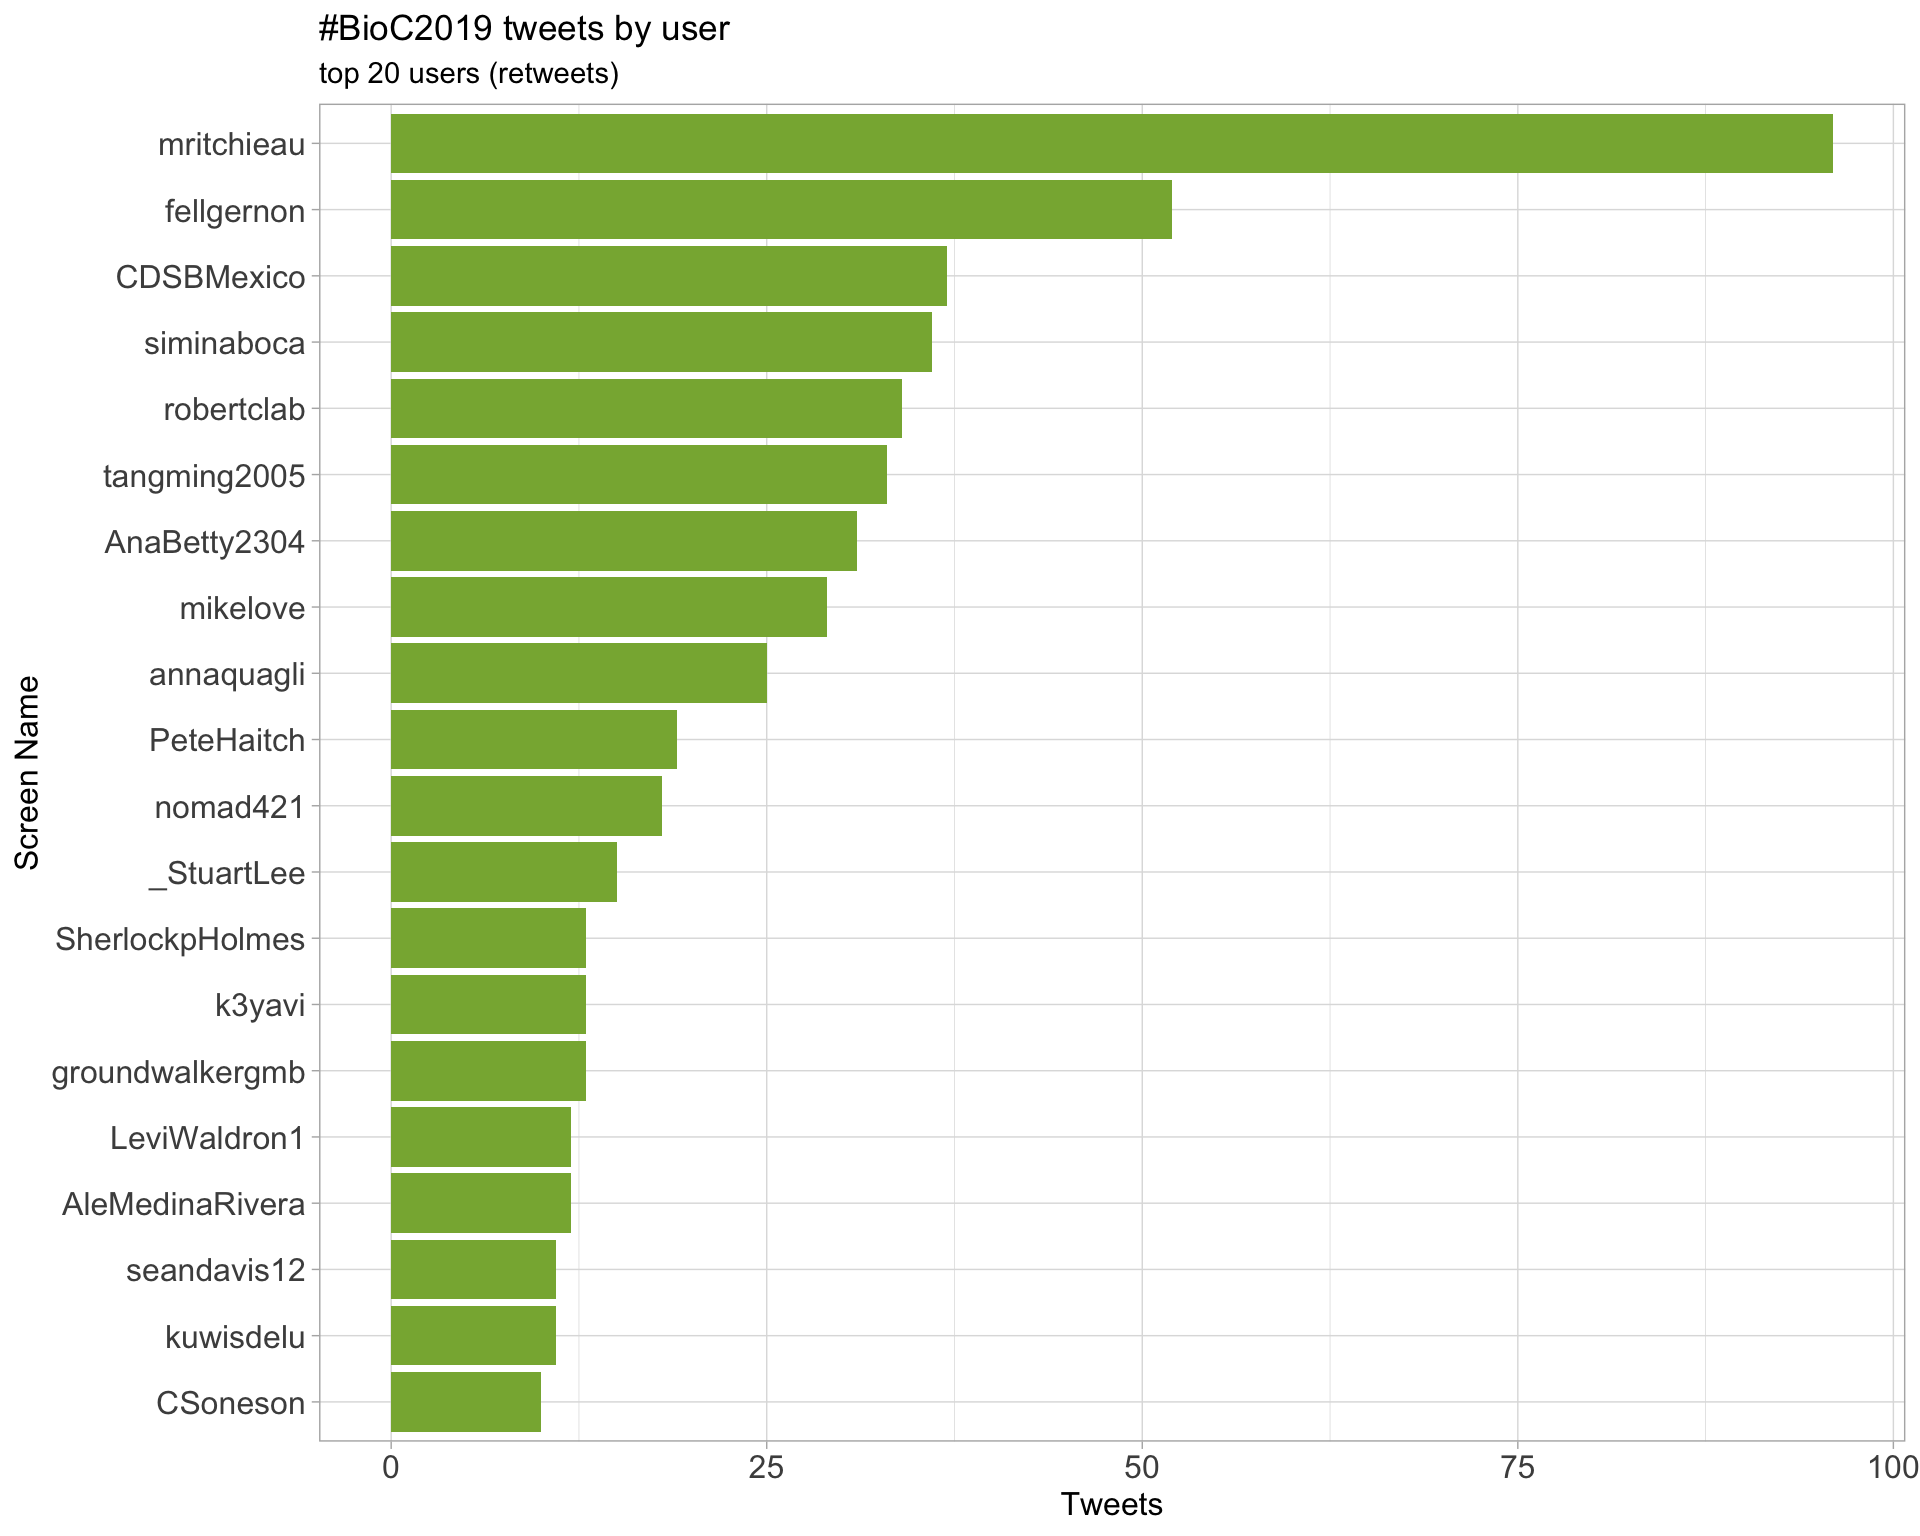 #BioC2019 tweets by user
top 20 users (retweets)
mritchieau
fellgernon
CDSBMexico
siminaboca
robertclab
tangming2005
AnaBetty2304
mikelove
annaquagli
PeteHaitch
nomad421
_StuartLee
SherlockpHolmes
k3yavi
groundwalkergmb
LeviWaldron1
AleMedinaRivera
seandavis12
kuwisdelu
CSoneson
Screen Name
0 25 50 75 100
Tweets